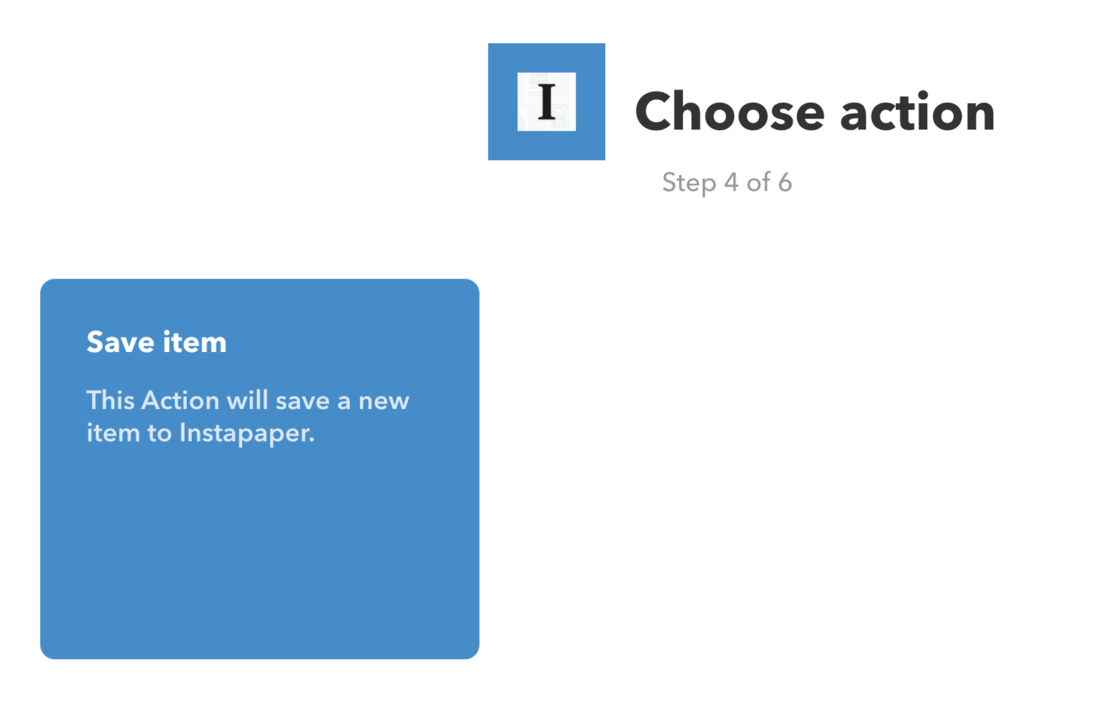 I
Choose action
Step 4 of 6
Save item
This Action will save a new
item to Instapaper.